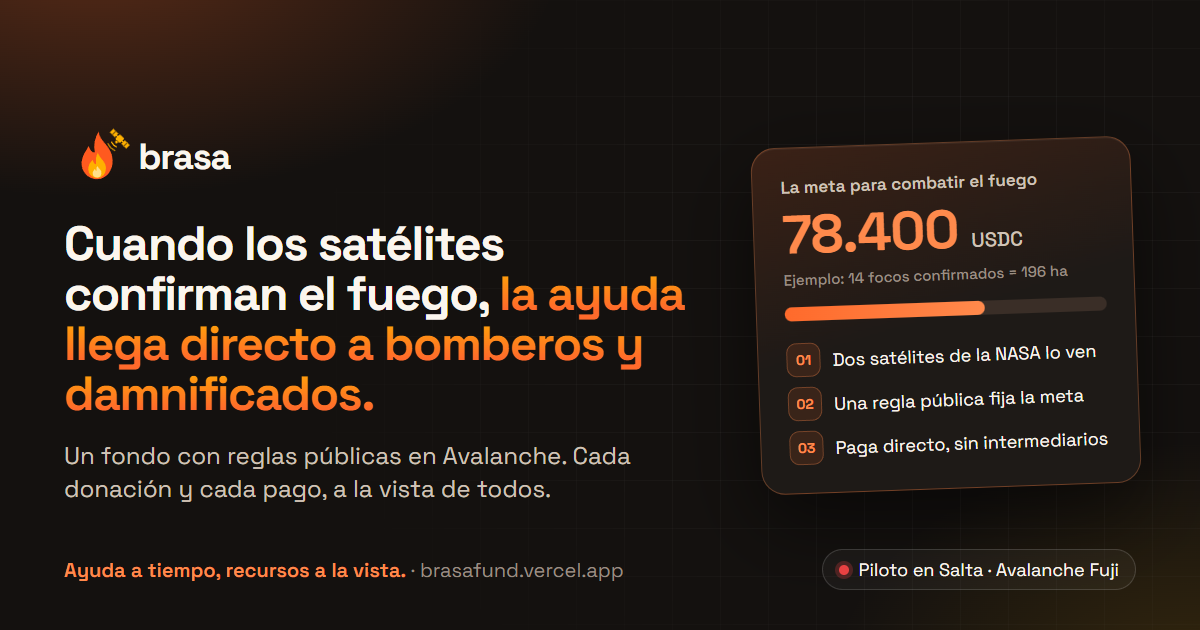 brasa
Cuando los satélites
confirman el fuego, la ayuda
llega directo a bomberos y
damnificados.
Un fondo con reglas públicas en Avalanche. Cada
donación y cada pago, a la vista de todos.
Ayuda a tiempo, recursos a la vista. · brasafund.vercel.app
La meta para combatir el fuego
78.400 USDC
Ejemplo: 14 focos confirmados = 196 ha
01 Dos satélites de la NASA lo ven
02 Una regla pública fija la meta
03 Paga directo, sin intermediarios
Piloto en Salta · Avalanche Fuji